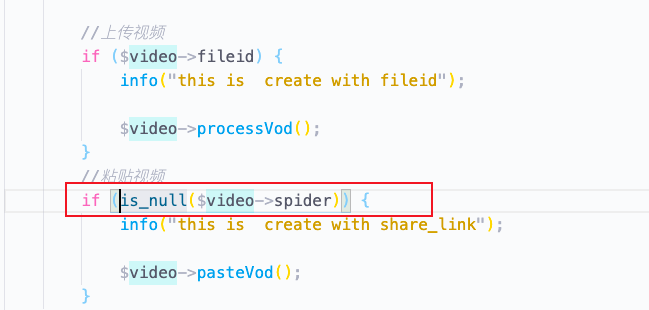 //上传视频
if ($video->fileid) {
info("this is  create with fileid");
$video->processVod();
}
//粘贴视频
if (is_null($video->spider)) {
info("this is  create with share_link");
$video->pasteVod();
}